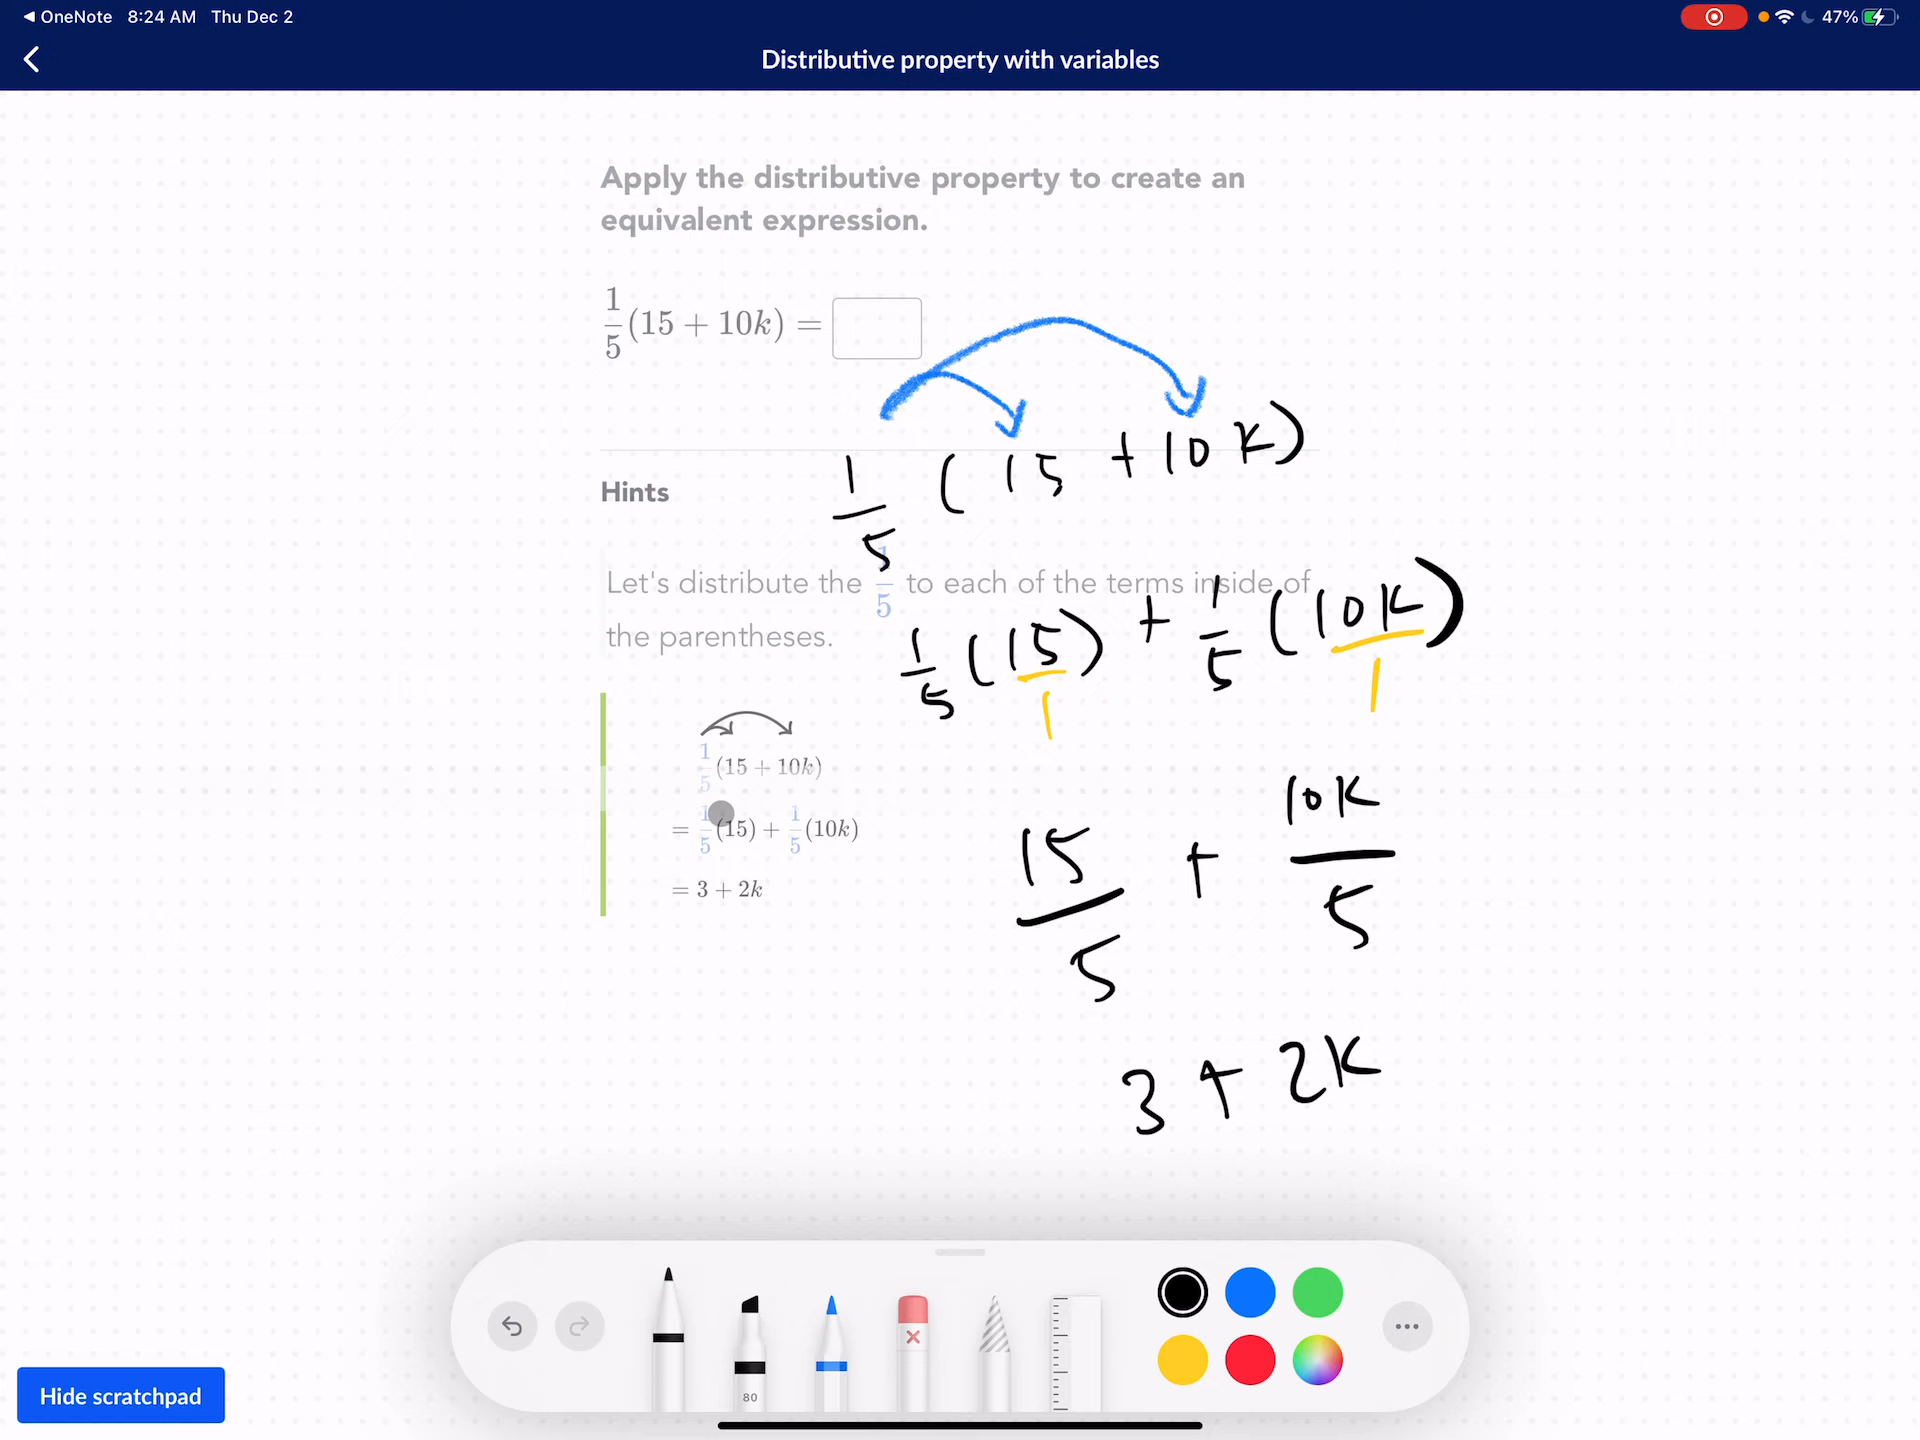 OneNote 8:24 AM Thu Dec 2
47%
Distributive property with variables
Apply the distributive property to create an
equivalent expression.
1/5(15 + 10k) =
1/5 (15 + 10k)
Hints
Let's distribute the 1/5 to each of the terms inside of
the parentheses.
1/5 (15)/1 + 1/5 (10k)/1
1/5(15 + 10k)
= 1/5(15) + 1/5(10k)
= 3 + 2k
15/5 + 10k/5
3 + 2k
80
Hide scratchpad